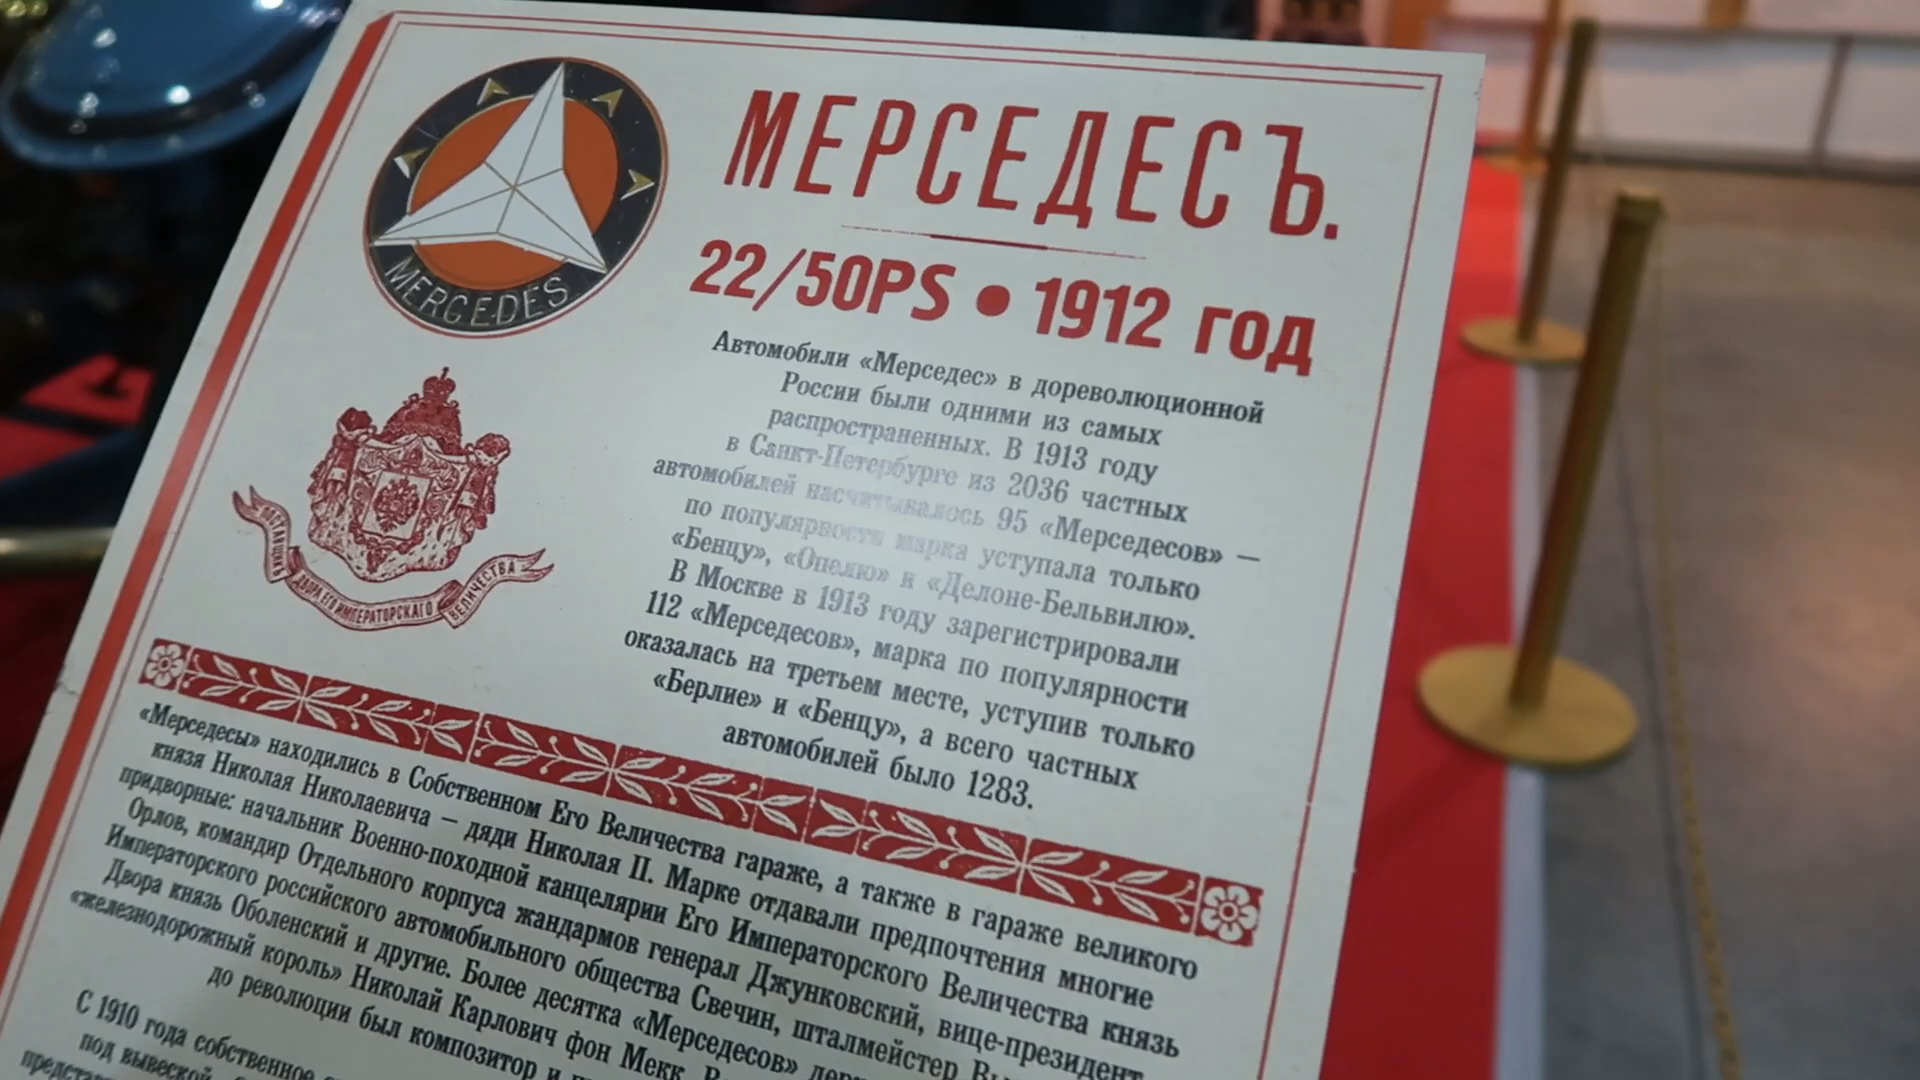 MERCEDES
МЕРСЕДЕСЪ.
22/50PS • 1912 год
ПОСТАВЩИКЪ ДВОРА ЕГО ИМПЕРАТОРСКАГО ВЕЛИЧЕСТВА
Автомобили «Мерседес» в дореволюционной
России были одними из самых
распространенных. В 1913 году
в Санкт-Петербурге из 2036 частных
автомобилей насчитывалось 95 «Мерседесов» —
по популярности марка уступала только
«Бенцу», «Опелю» и «Делоне-Бельвилю».
В Москве в 1913 году зарегистрировали
112 «Мерседесов», марка по популярности
оказалась на третьем месте, уступив только
«Берлие» и «Бенцу», а всего частных
автомобилей было 1283.
«Мерседесы» находились в Собственном Его Величества гараже, а также в гараже великого
князя Николая Николаевича – дяди Николая II. Марке отдавали предпочтения многие
придворные: начальник Военно-походной канцелярии Его Императорского Величества князь
Орлов, командир Отдельного корпуса жандармов генерал Джунковский, вице-президент
Императорского российского автомобильного общества Свечин, шталмейстер
Двора князь Оболенский и другие. Более десятка «Мерседесов»
«железнодорожный король» Николай Карлович фон Мекк.
до революции был композитор и
С 1910 года собственное
под вывеской